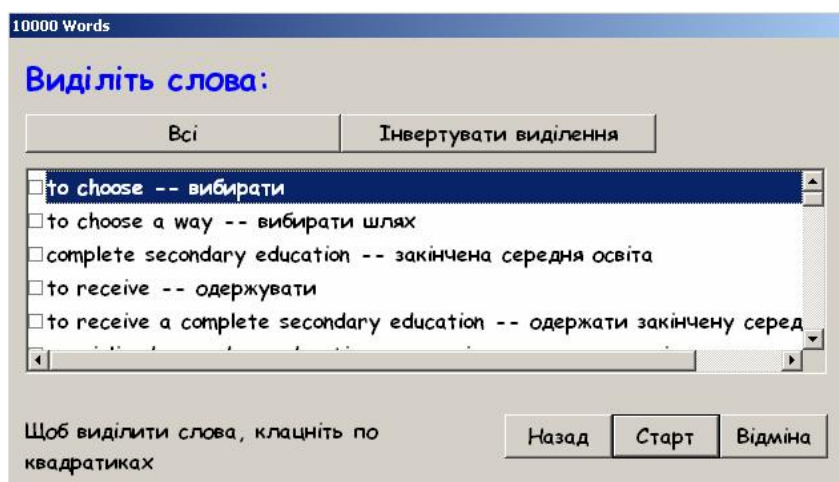 10000 Words
Виділіть слова:
Всі Інвертувати виділення
to choose -- вибирати
to choose a way -- вибирати шлях
complete secondary education -- закінчена середня освіта
to receive -- одержувати
to receive a complete secondary education -- одержати закінчену серед
Щоб виділити слова, клацніть по
квадратиках
Назад Старт Відміна